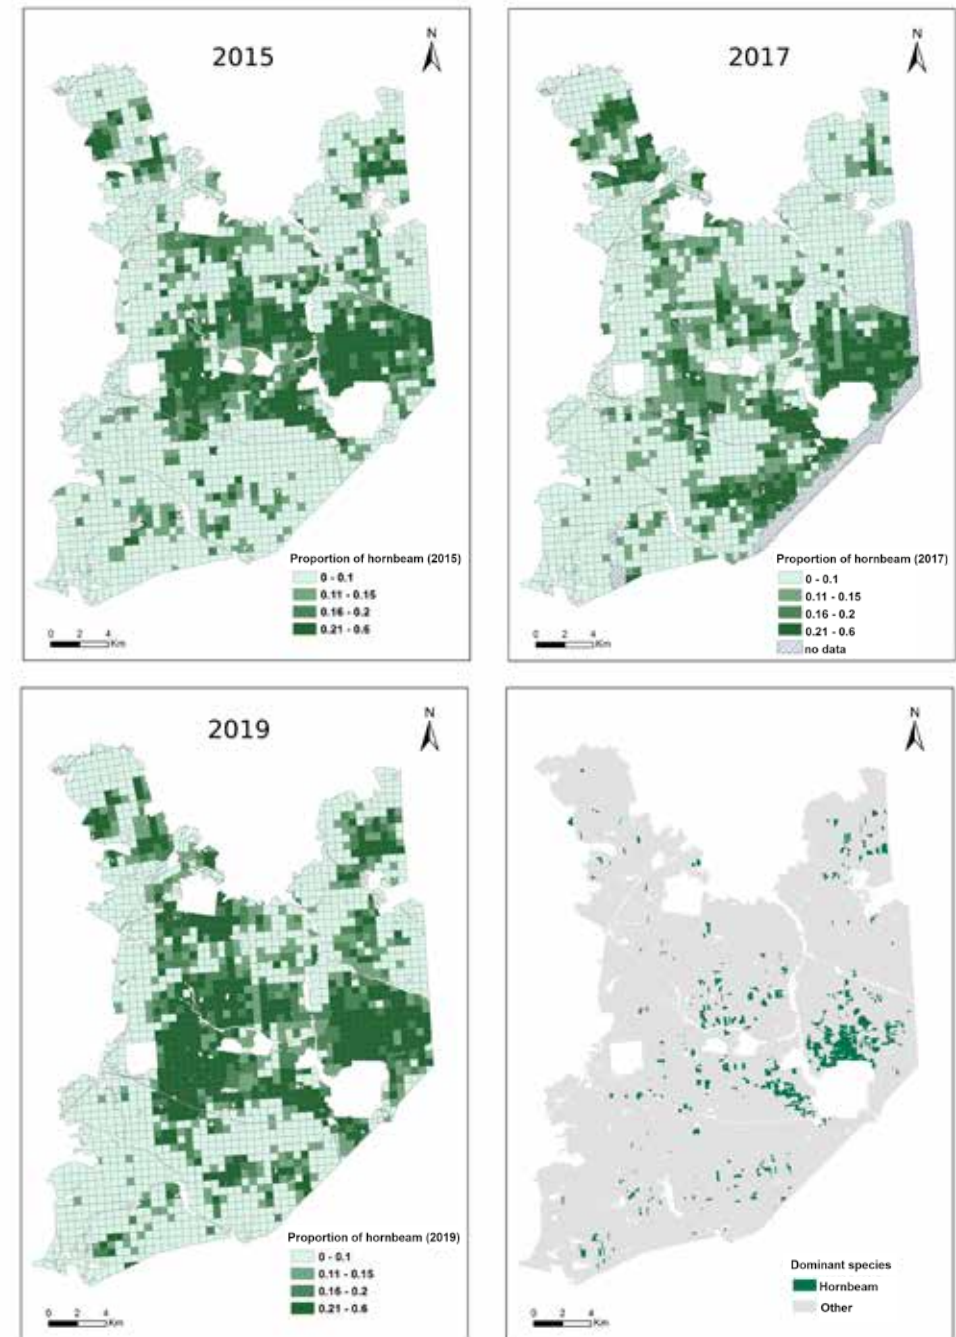 2015
N
Proportion of hornbeam (2015)
0 - 0.1
0.11 - 0.15
0.16 - 0.2
0.21 - 0.6
0 2 4
Km
2017
N
Proportion of hornbeam (2017)
0 - 0.1
0.11 - 0.15
0.16 - 0.2
0.21 - 0.6
no data
0 2 4
Km
2019
N
Proportion of hornbeam (2019)
0 - 0.1
0.11 - 0.15
0.16 - 0.2
0.21 - 0.6
0 2 4
Km
N
Dominant species
Hornbeam
Other
0 2 4
Km